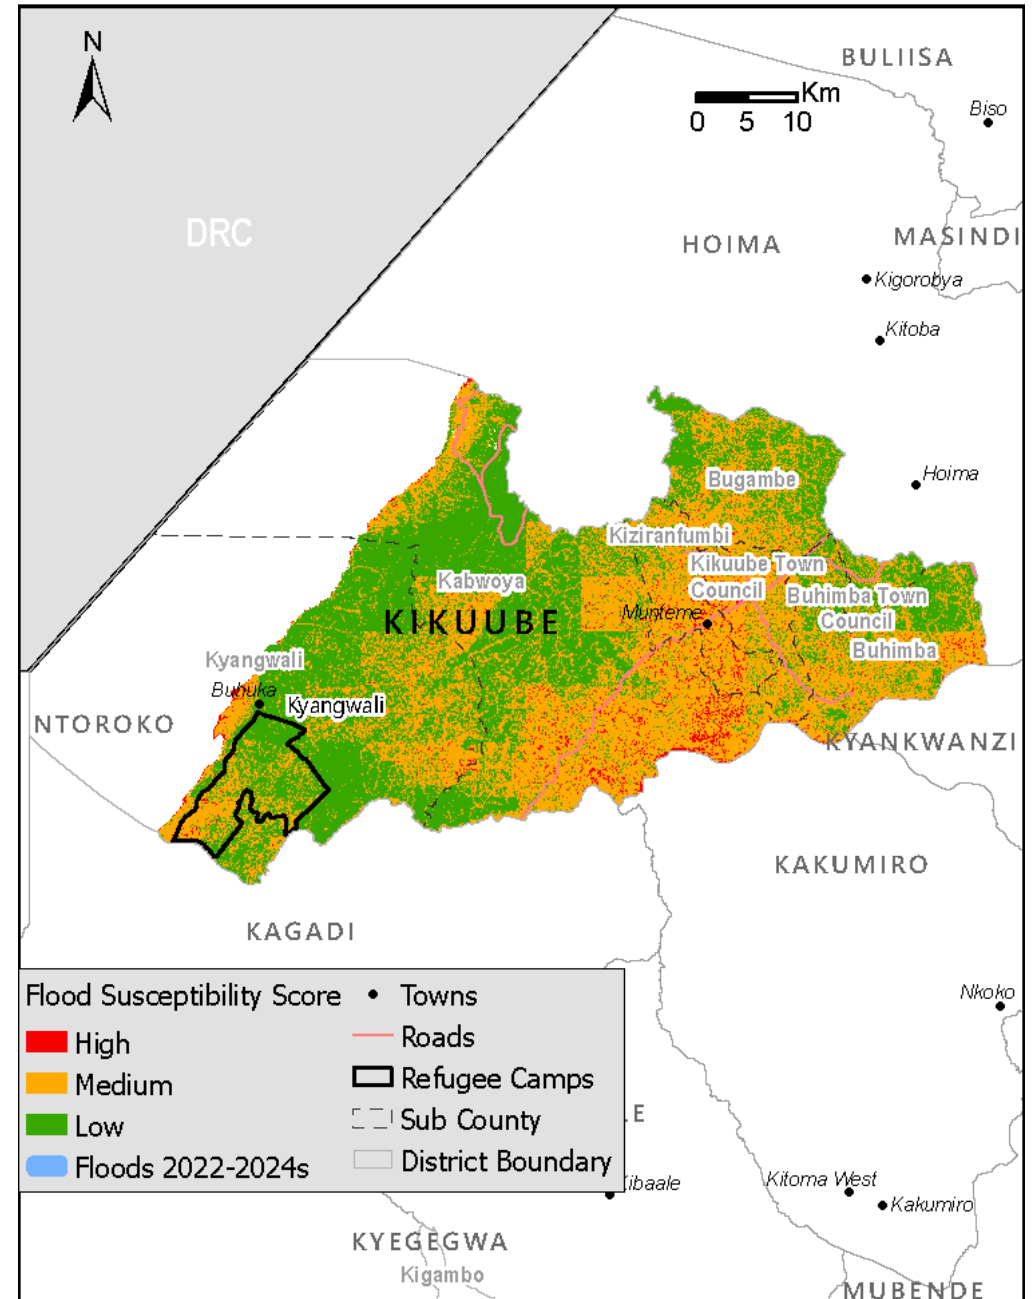 N
BULIISA
Km
0 5 10
Biso
DRC
HOIMA
MASINDI
Kigorobya
Kitoba
Hoima
Bugambe
Kiziranfumbi
Kikuube Town
Council
Kabwoya
Buhimba Town
Council
KIKUUBE
Munteme
Buhimba
Kyangwali
Buhuka
Kyangwali
NTOROKO
KYANKWANZI
KAKUMIRO
KAGADI
Flood Susceptibility Score
High
Medium
Low
Floods 2022-2024s
Towns
Roads
Refugee Camps
Sub County
District Boundary
Nkoko
LE
Kibaale
Kitoma West
Kakumiro
KYEGEGWA
Kigambo
MUBENDE